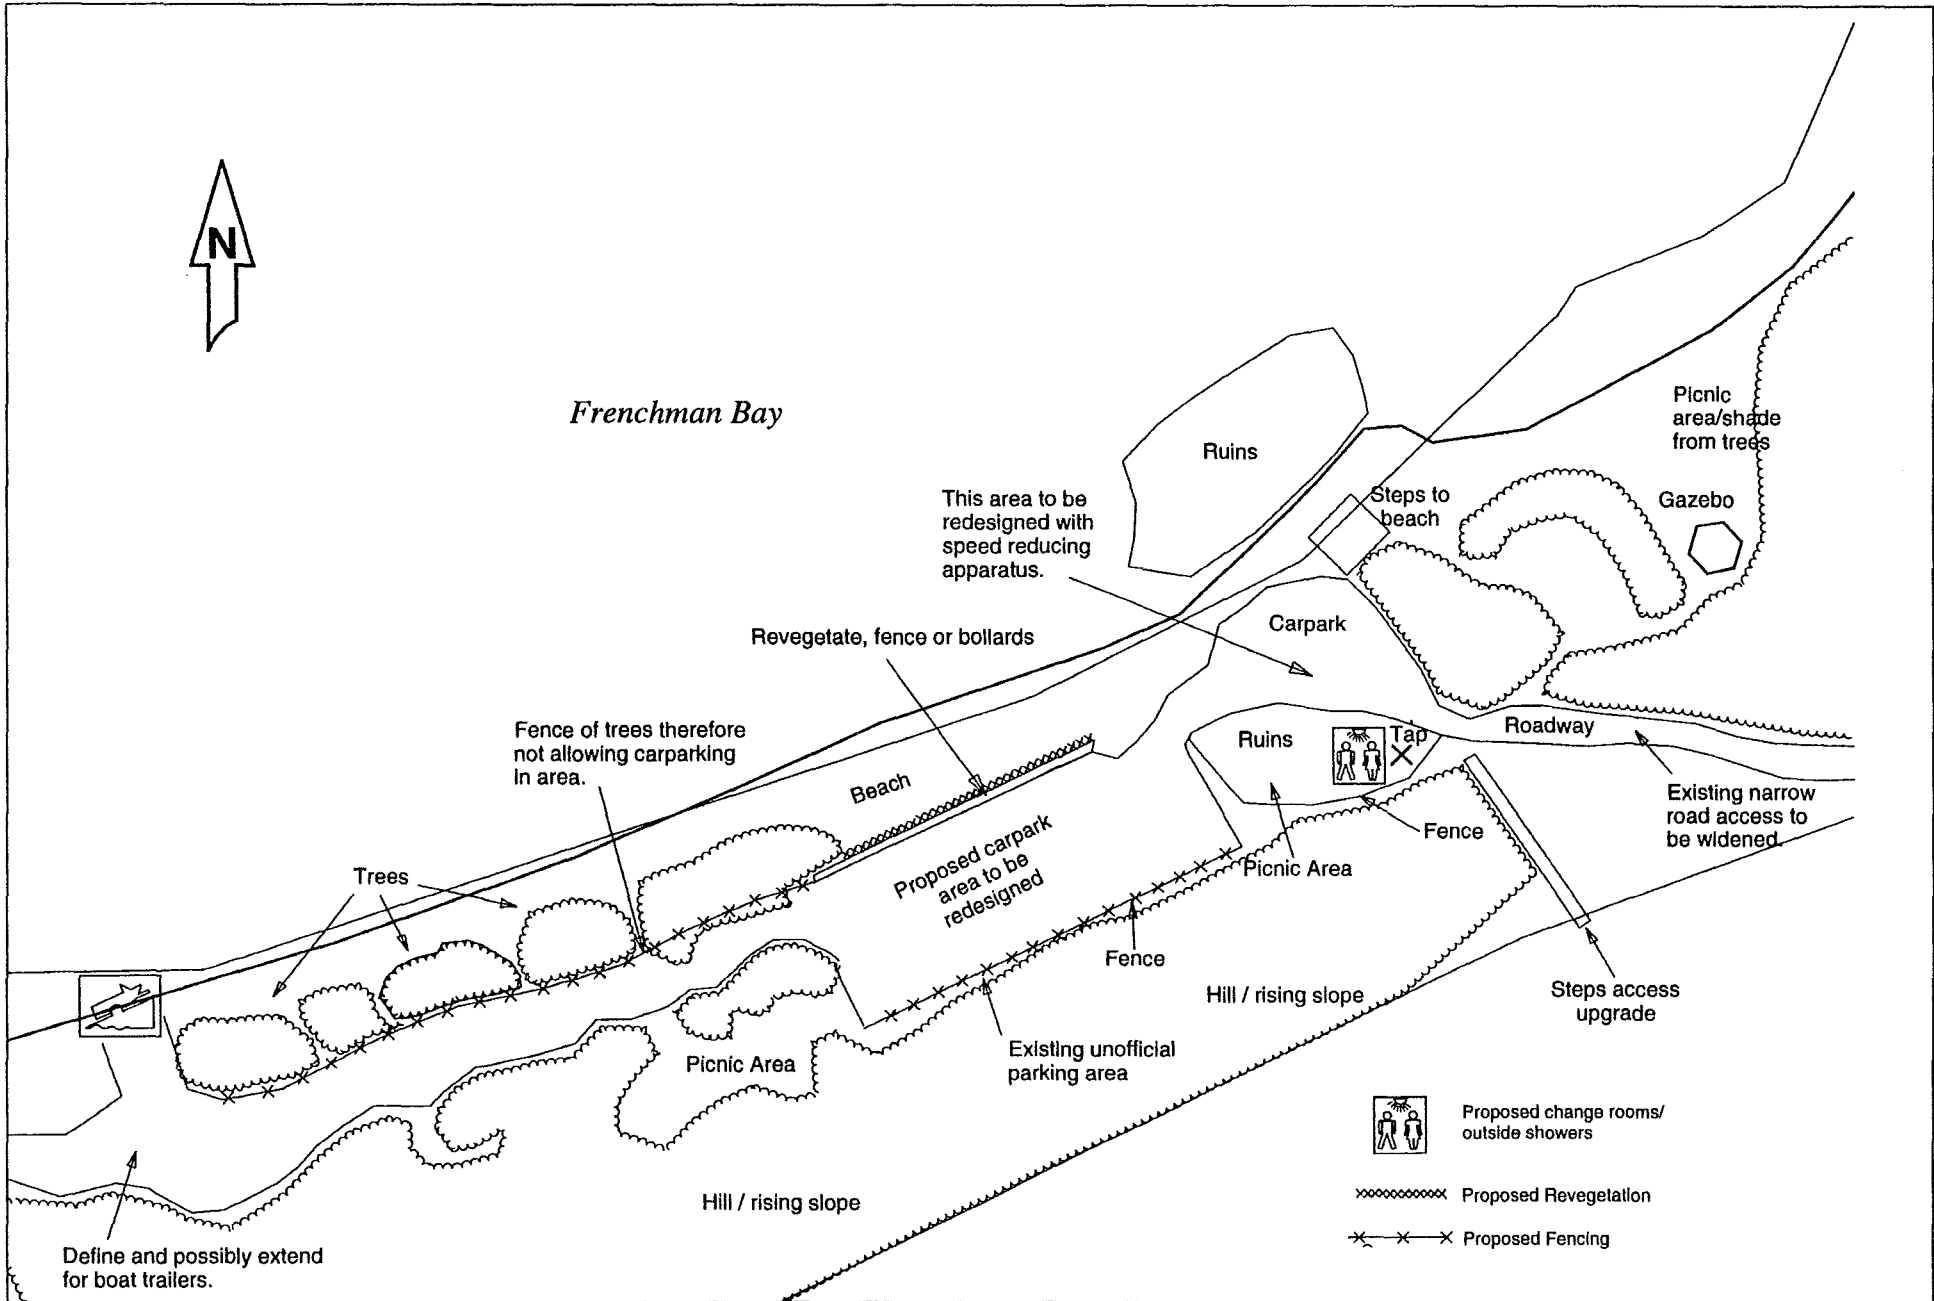 N
Frenchman Bay
Picnic
area/shade
from trees
Ruins
Gazebo
Steps to
beach
This area to be
redesigned with
speed reducing
apparatus.
Carpark
Revegetate, fence or bollards
Fence of trees therefore
not allowing carparking
in area.
Ruins
Tap
Roadway
Beach
Existing narrow
road access to
be widened.
Fence
Proposed carpark
area to be
redesigned
Picnic Area
Trees
Fence
Hill / rising slope
Steps access
upgrade
Existing unofficial
parking area
Picnic Area
Proposed change rooms/
outside showers
Hill / rising slope
Proposed Revegetation
Proposed Fencing
Define and possibly extend
for boat trailers.